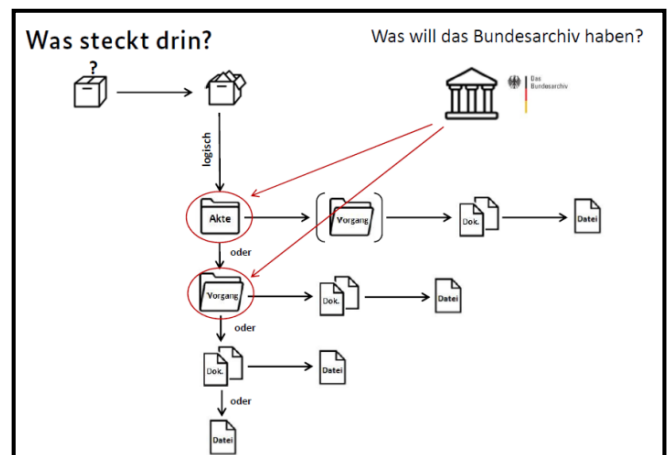 Was steckt drin?
Was will das Bundesarchiv haben?
?
Das
Bundesarchiv
logisch
Akte
Vorgang
Dok.
Datei
oder
Vorgang
Dok.
Datei
oder
Dok.
Datei
oder
Datei